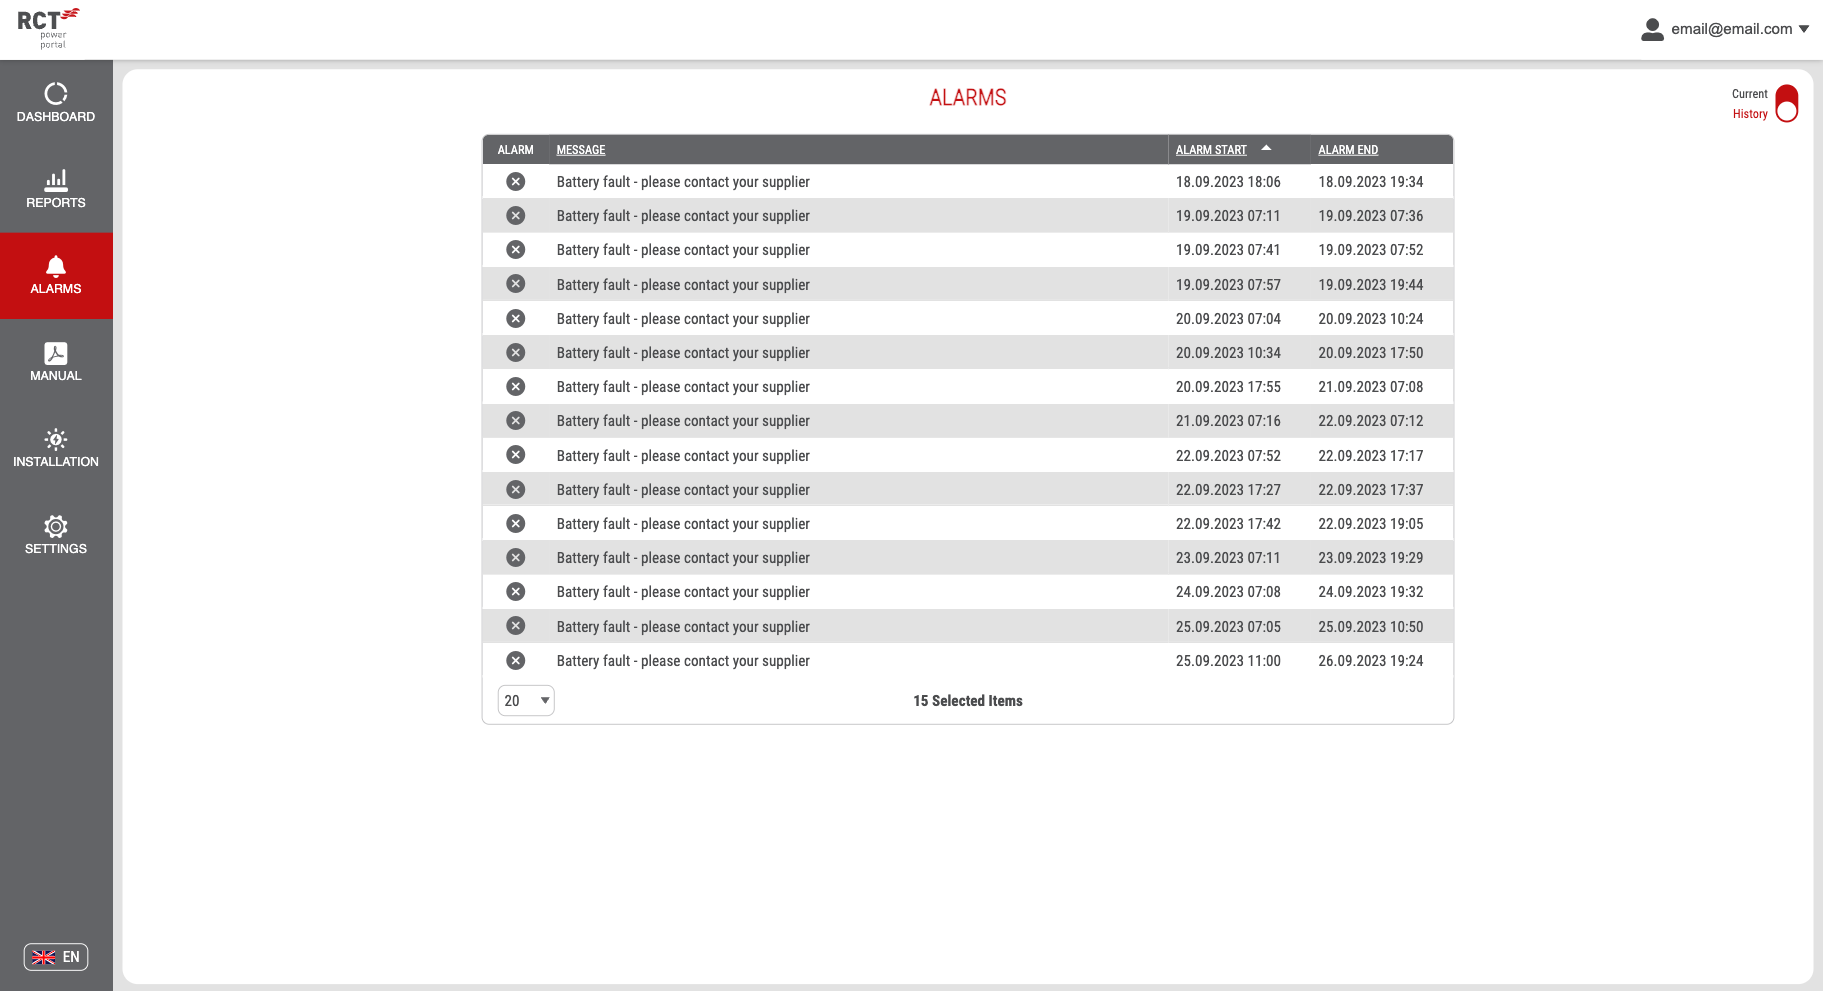 RCT
power
portal
email@email.com
DASHBOARD
REPORTS
ALARMS
MANUAL
INSTALLATION
SETTINGS
EN
ALARMS
Current
History
ALARM MESSAGE ALARM START ALARM END
Battery fault - please contact your supplier 18.09.2023 18:06 18.09.2023 19:34
Battery fault - please contact your supplier 19.09.2023 07:11 19.09.2023 07:36
Battery fault - please contact your supplier 19.09.2023 07:41 19.09.2023 07:52
Battery fault - please contact your supplier 19.09.2023 07:57 19.09.2023 19:44
Battery fault - please contact your supplier 20.09.2023 07:04 20.09.2023 10:24
Battery fault - please contact your supplier 20.09.2023 10:34 20.09.2023 17:50
Battery fault - please contact your supplier 20.09.2023 17:55 21.09.2023 07:08
Battery fault - please contact your supplier 21.09.2023 07:16 22.09.2023 07:12
Battery fault - please contact your supplier 22.09.2023 07:52 22.09.2023 17:17
Battery fault - please contact your supplier 22.09.2023 17:27 22.09.2023 17:37
Battery fault - please contact your supplier 22.09.2023 17:42 22.09.2023 19:05
Battery fault - please contact your supplier 23.09.2023 07:11 23.09.2023 19:29
Battery fault - please contact your supplier 24.09.2023 07:08 24.09.2023 19:32
Battery fault - please contact your supplier 25.09.2023 07:05 25.09.2023 10:50
Battery fault - please contact your supplier 25.09.2023 11:00 26.09.2023 19:24
20 15 Selected Items